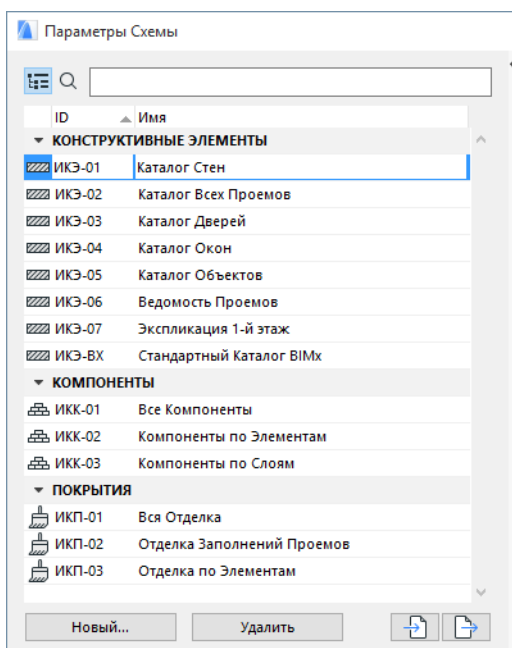 Параметры Схемы
ID Имя
КОНСТРУКТИВНЫЕ ЭЛЕМЕНТЫ
ИКЭ-01 Каталог Стен
ИКЭ-02 Каталог Всех Проемов
ИКЭ-03 Каталог Дверей
ИКЭ-04 Каталог Окон
ИКЭ-05 Каталог Объектов
ИКЭ-06 Ведомость Проемов
ИКЭ-07 Экспликация 1-й этаж
ИКЭ-BX Стандартный Каталог BIMx
КОМПОНЕНТЫ
ИКК-01 Все Компоненты
ИКК-02 Компоненты по Элементам
ИКК-03 Компоненты по Слоям
ПОКРЫТИЯ
ИКП-01 Вся Отделка
ИКП-02 Отделка Заполнений Проемов
ИКП-03 Отделка по Элементам
Новый... Удалить